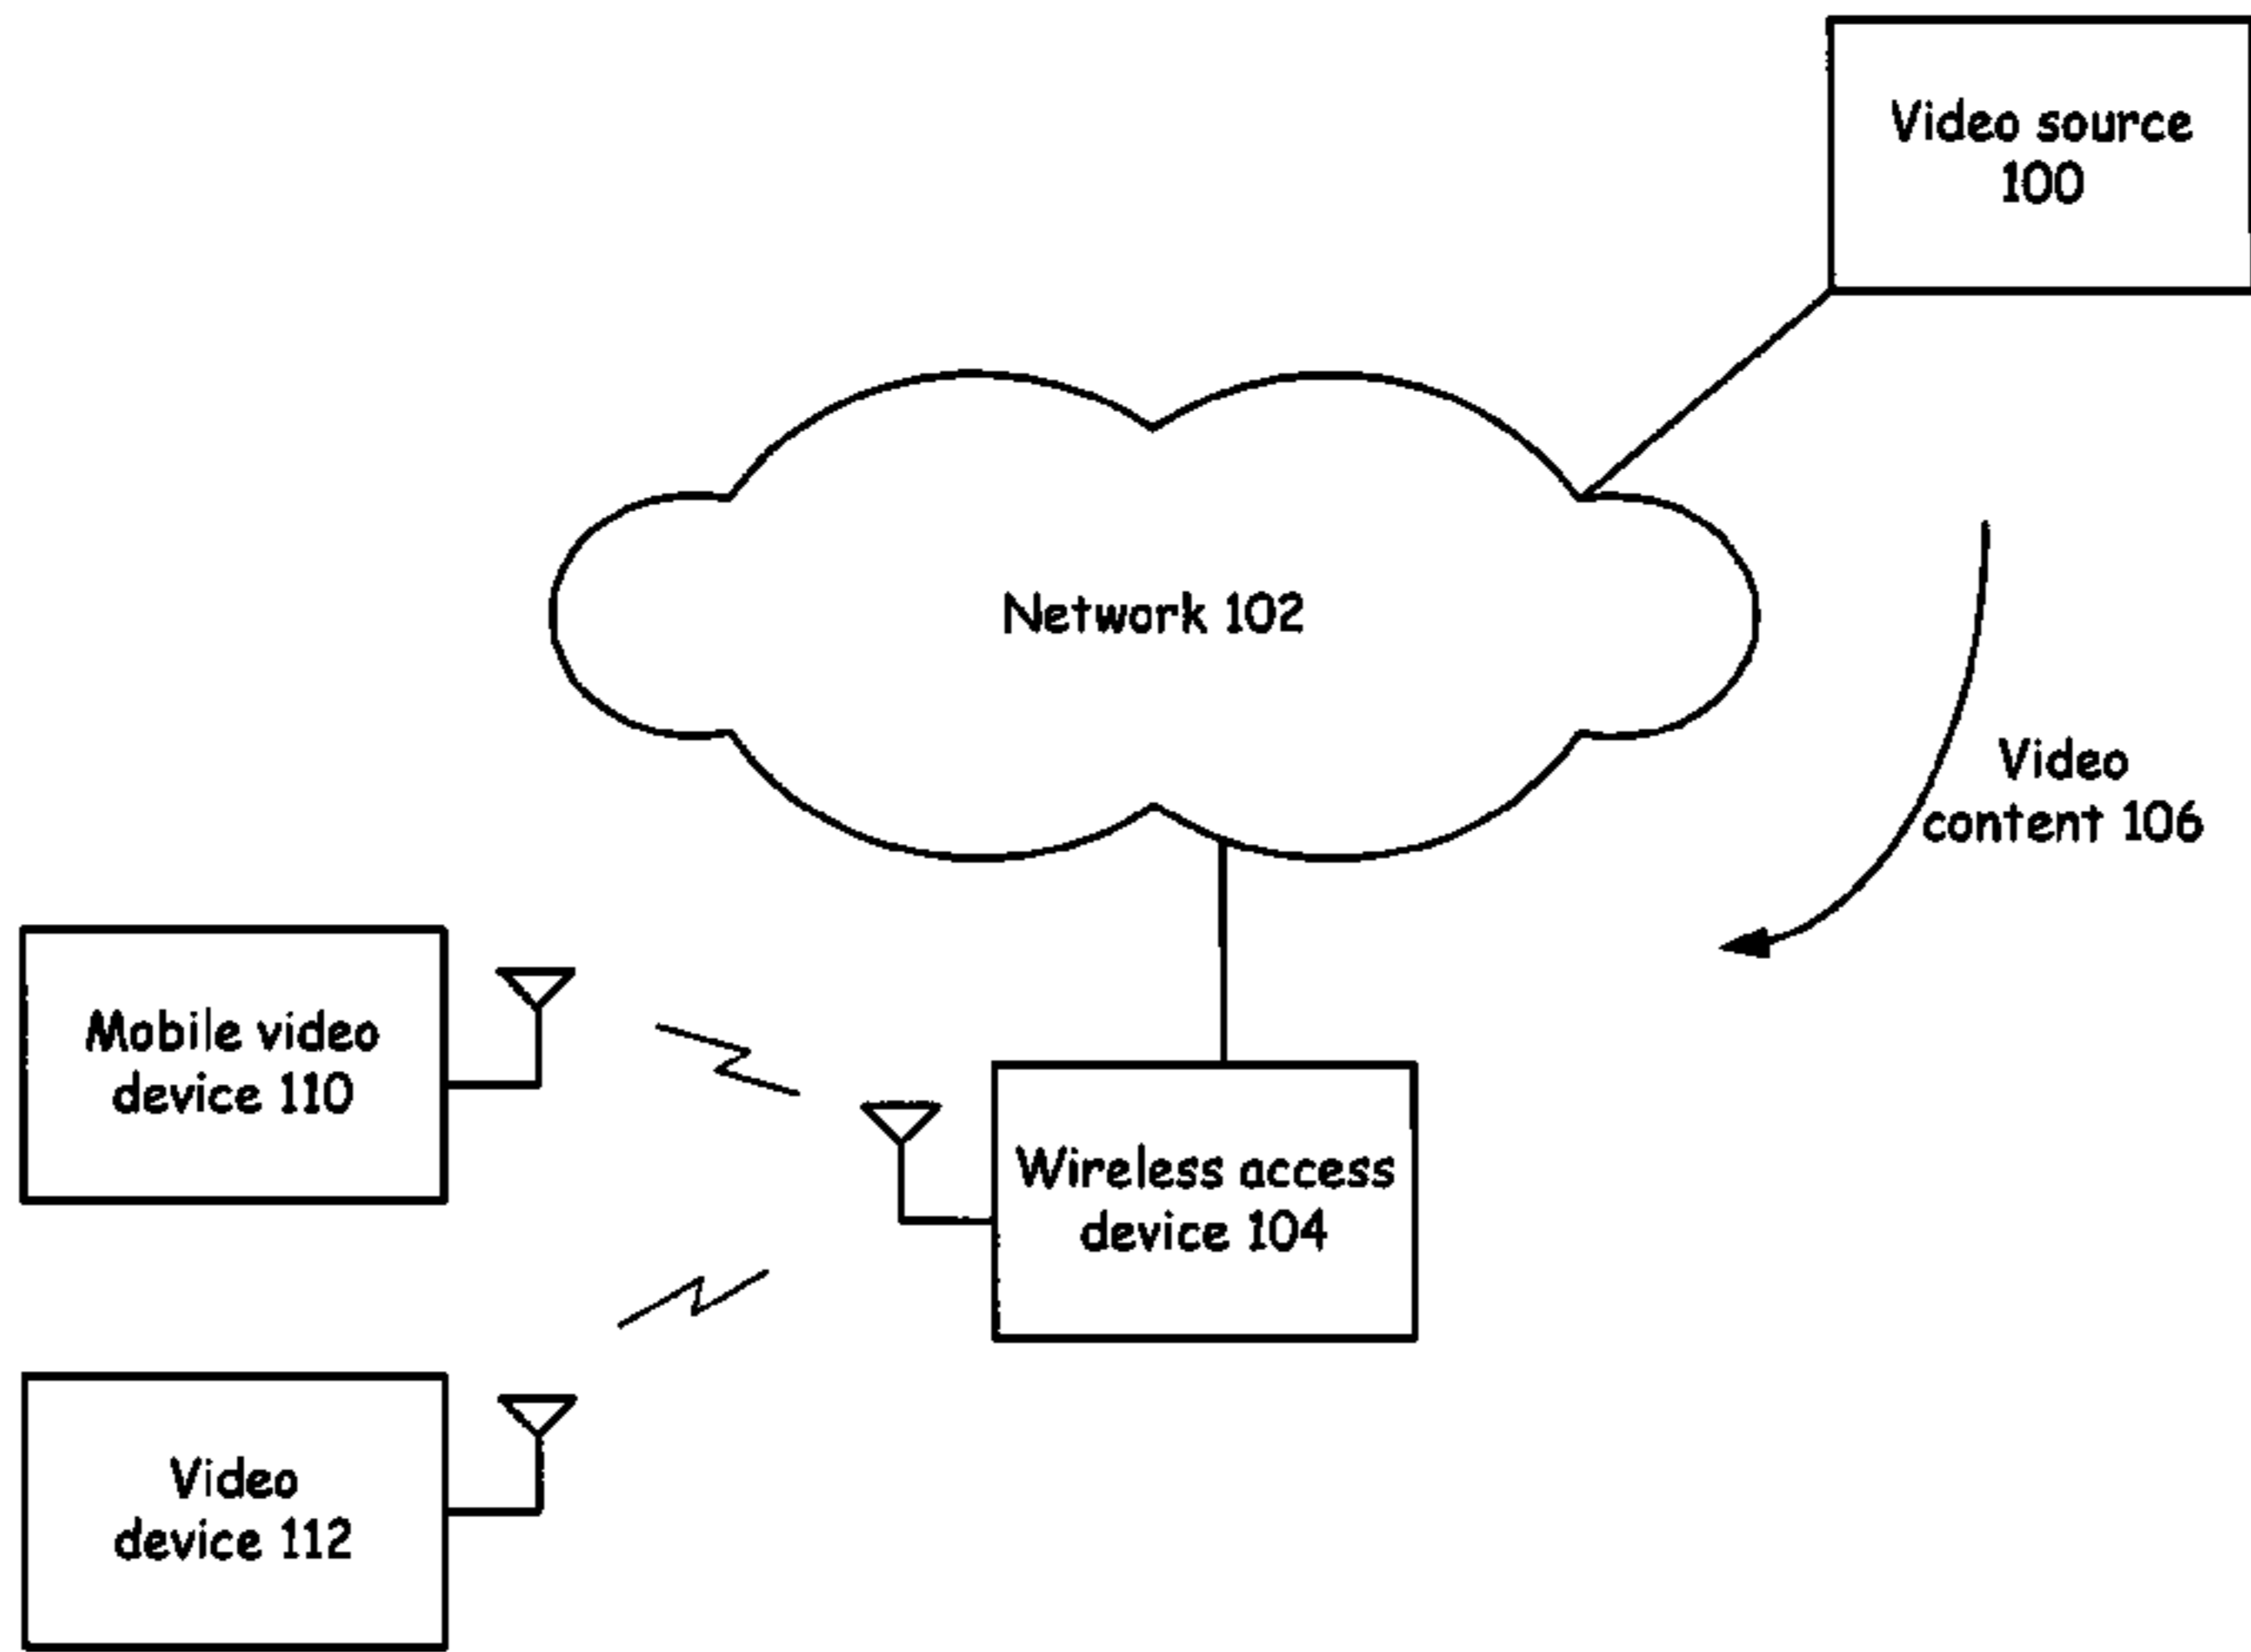 Video source
100
Network 102
Video
content 106
Mobile video
device 110
Wireless access
device 104
Video
device 112